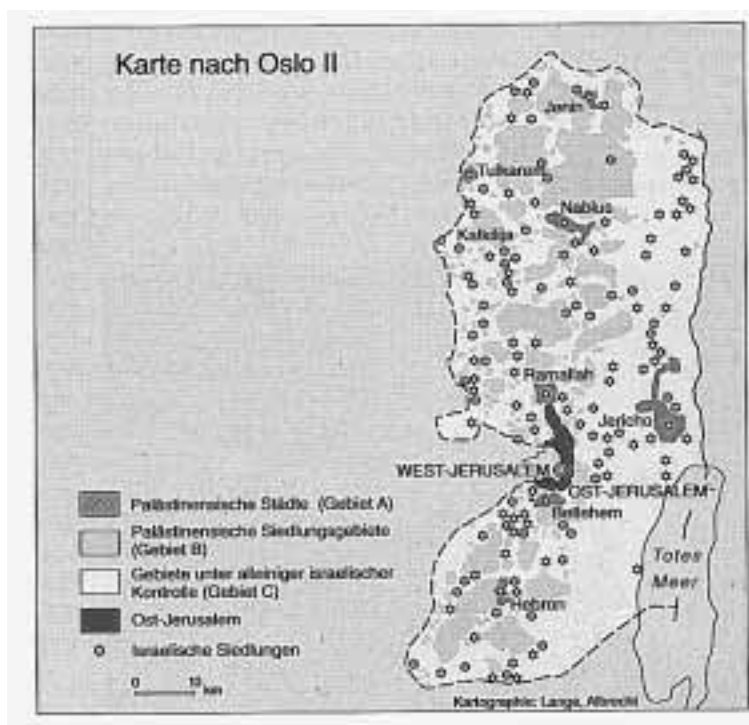 Karte nach Oslo II
Jenin
Tulkarem
Nablus
Kalkilija
Ramallah
Jericho
WEST-JERUSALEM
OST-JERUSALEM
Betlehem
Totes
Meer
Hebron
Palästinensische Städte (Gebiet A)
Palästinensische Siedlungsgebiete
(Gebiet B)
Gebiete unter alleiniger israelischer
Kontrolle (Gebiet C)
Ost-Jerusalem
Israelische Siedlungen
0 10
km
Kartographie: Lange, Albrecht